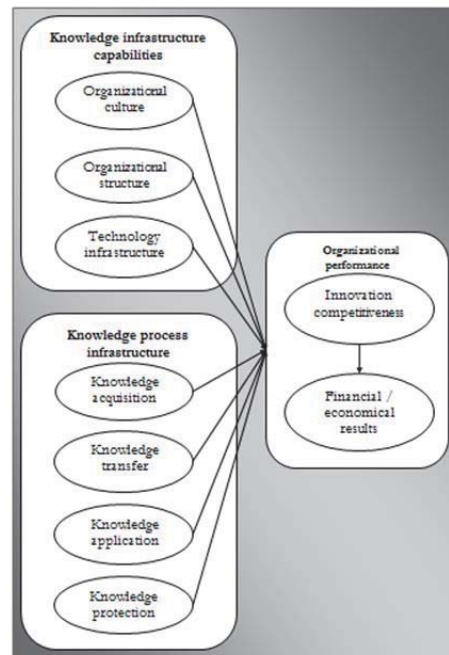 Knowledge infrastructure
capabilities
Organizational
culture
Organizational
structure
Technology
infrastructure
Knowledge process
infrastructure
Knowledge
acquisition
Knowledge
transfer
Knowledge
application
Knowledge
protection
Organizational
performance
Innovation
competitiveness
Financial /
economical
results